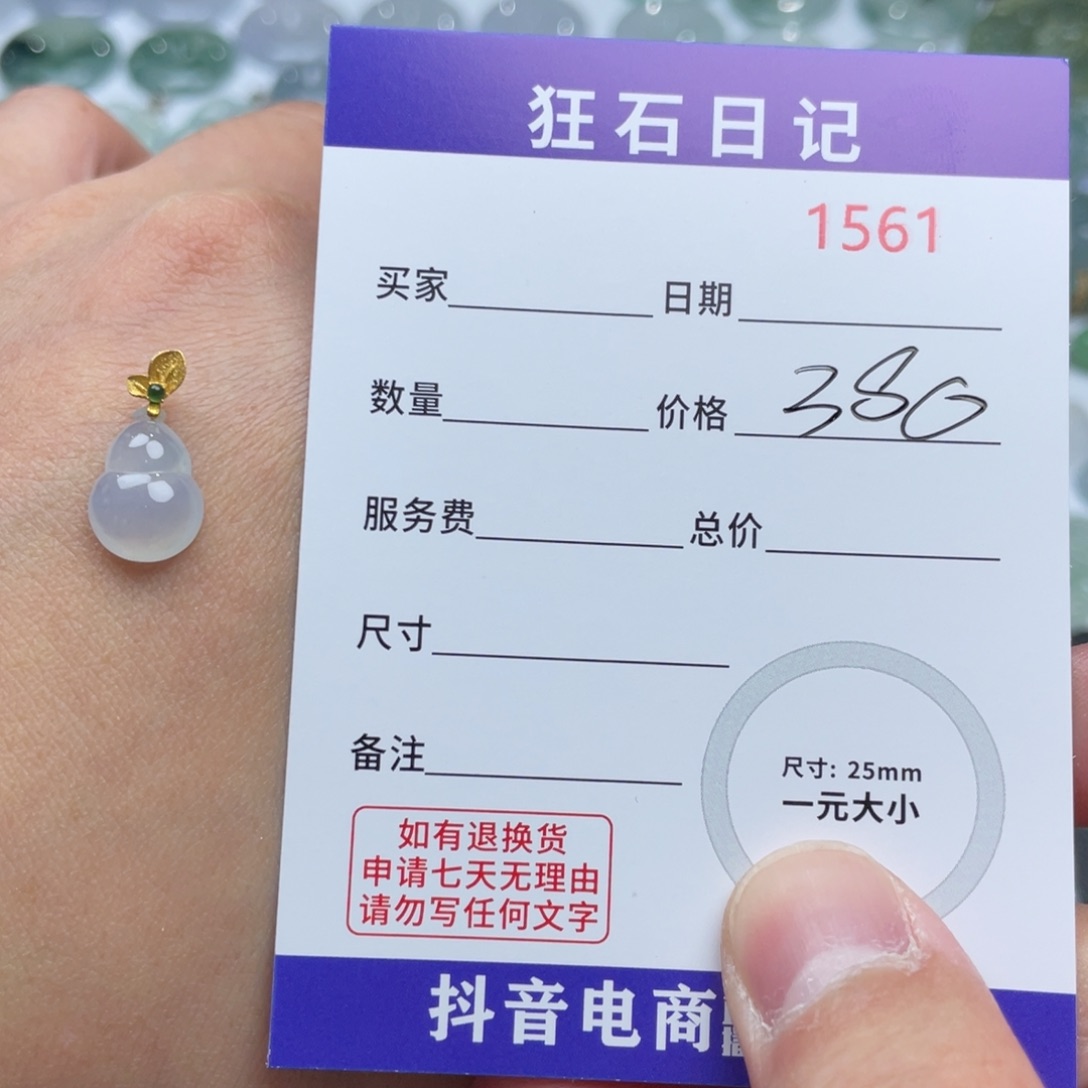 狂石日记
1561
买家 日期
数量 价格 380
服务费 总价
尺寸
备注
尺寸: 25mm
一元大小
如有退换货
申请七天无理由
请勿写任何文字
抖音电商